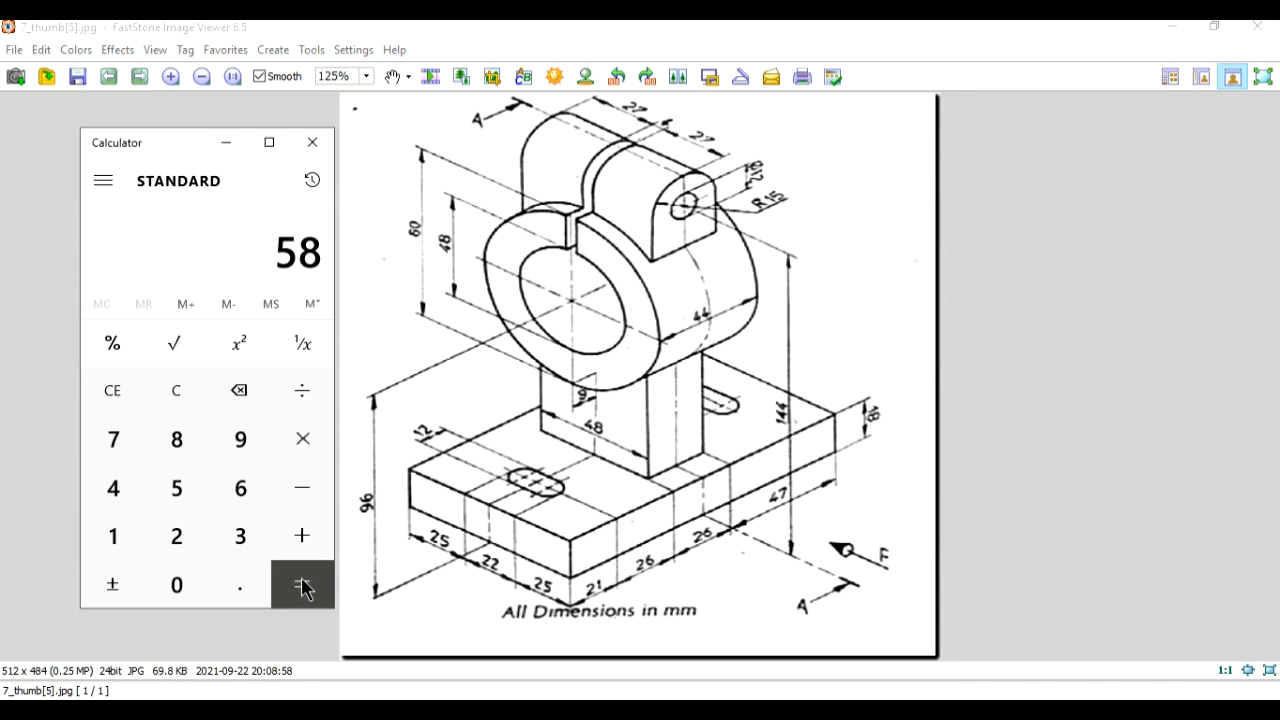 7_thumb[5].jpg - FastStone Image Viewer 6.5
File Edit Colors Effects View Tag Favorites Create Tools Settings Help
Smooth 125%
Calculator
STANDARD
58
MC MR M+ M- MS M˅
% √ x² ¹/x
CE C ÷
7 8 9 ×
4 5 6 −
1 2 3 +
± 0 . =
A
27
6
27
R 15
60
48
44
9
48
12
144
18
96
47
26
26
21
25
22
25
F
A
All Dimensions in mm
512 x 484 (0.25 MP) 24bit JPG 69.8 KB 2021-09-22 20:08:58
1:1
7_thumb[5].jpg [ 1 / 1 ]